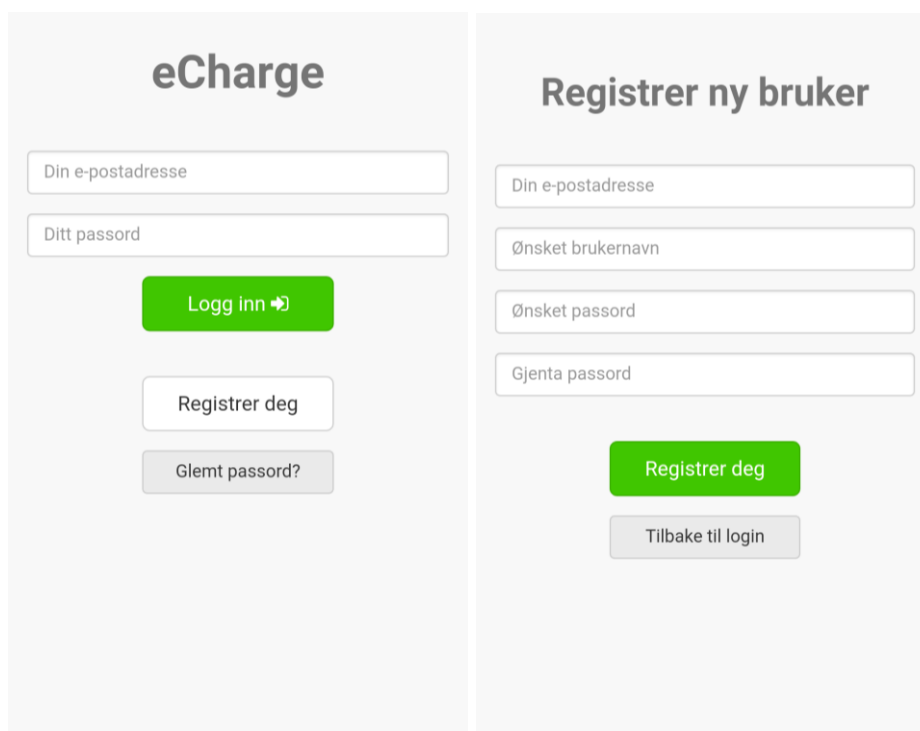 eCharge
Din e-postadresse
Ditt passord
Logg inn
Registrer deg
Glemt passord?
Registrer ny bruker
Din e-postadresse
Ønsket brukernavn
Ønsket passord
Gjenta passord
Registrer deg
Tilbake til login